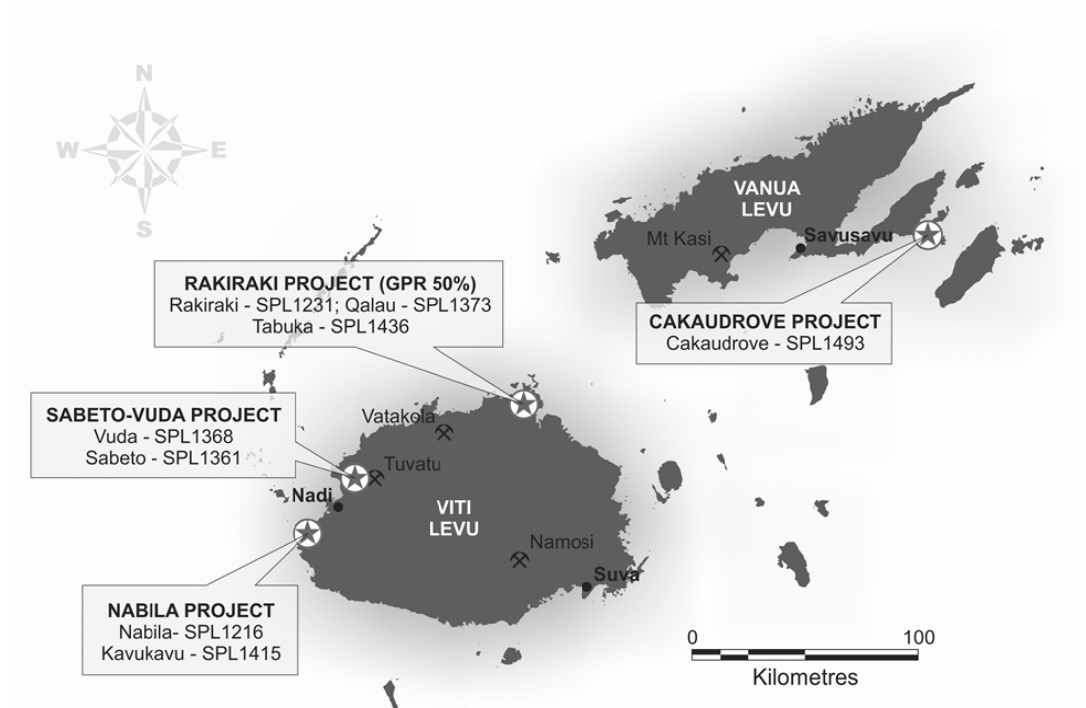 N
W
E
S
VANUA
LEVU
Mt Kasi
Savusavu
RAKIRAKI PROJECT (GPR 50%)
Rakiraki - SPL1231; Qalau - SPL1373
Tabuka - SPL1436
CAKAUDROVE PROJECT
Cakaudrove - SPL1493
SABETO-VUDA PROJECT
Vuda - SPL1368
Sabeto - SPL1361
Vatakola
Tuvatu
Nadi
VITI
LEVU
Namosi
Suva
NABILA PROJECT
Nabila- SPL1216
Kavukavu - SPL1415
0
100
Kilometres